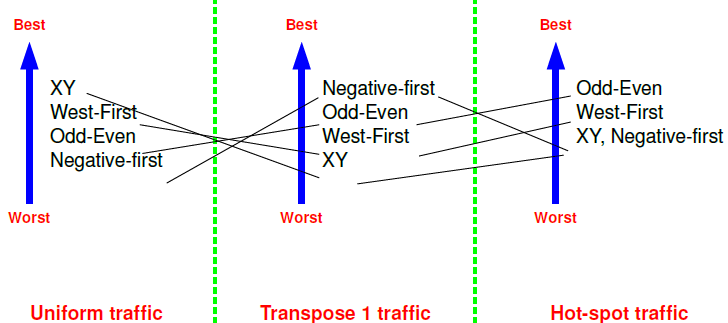 Best
XY
West-First
Odd-Even
Negative-first
Worst
Uniform traffic
Best
Negative-first
Odd-Even
West-First
XY
Worst
Transpose 1 traffic
Best
Odd-Even
West-First
XY, Negative-first
Worst
Hot-spot traffic